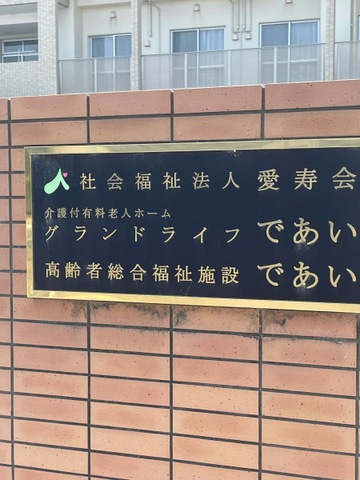 社会福祉法人 愛寿会
介護付有料老人ホーム
グランドライフ であい
高齢者総合福祉施設 であい